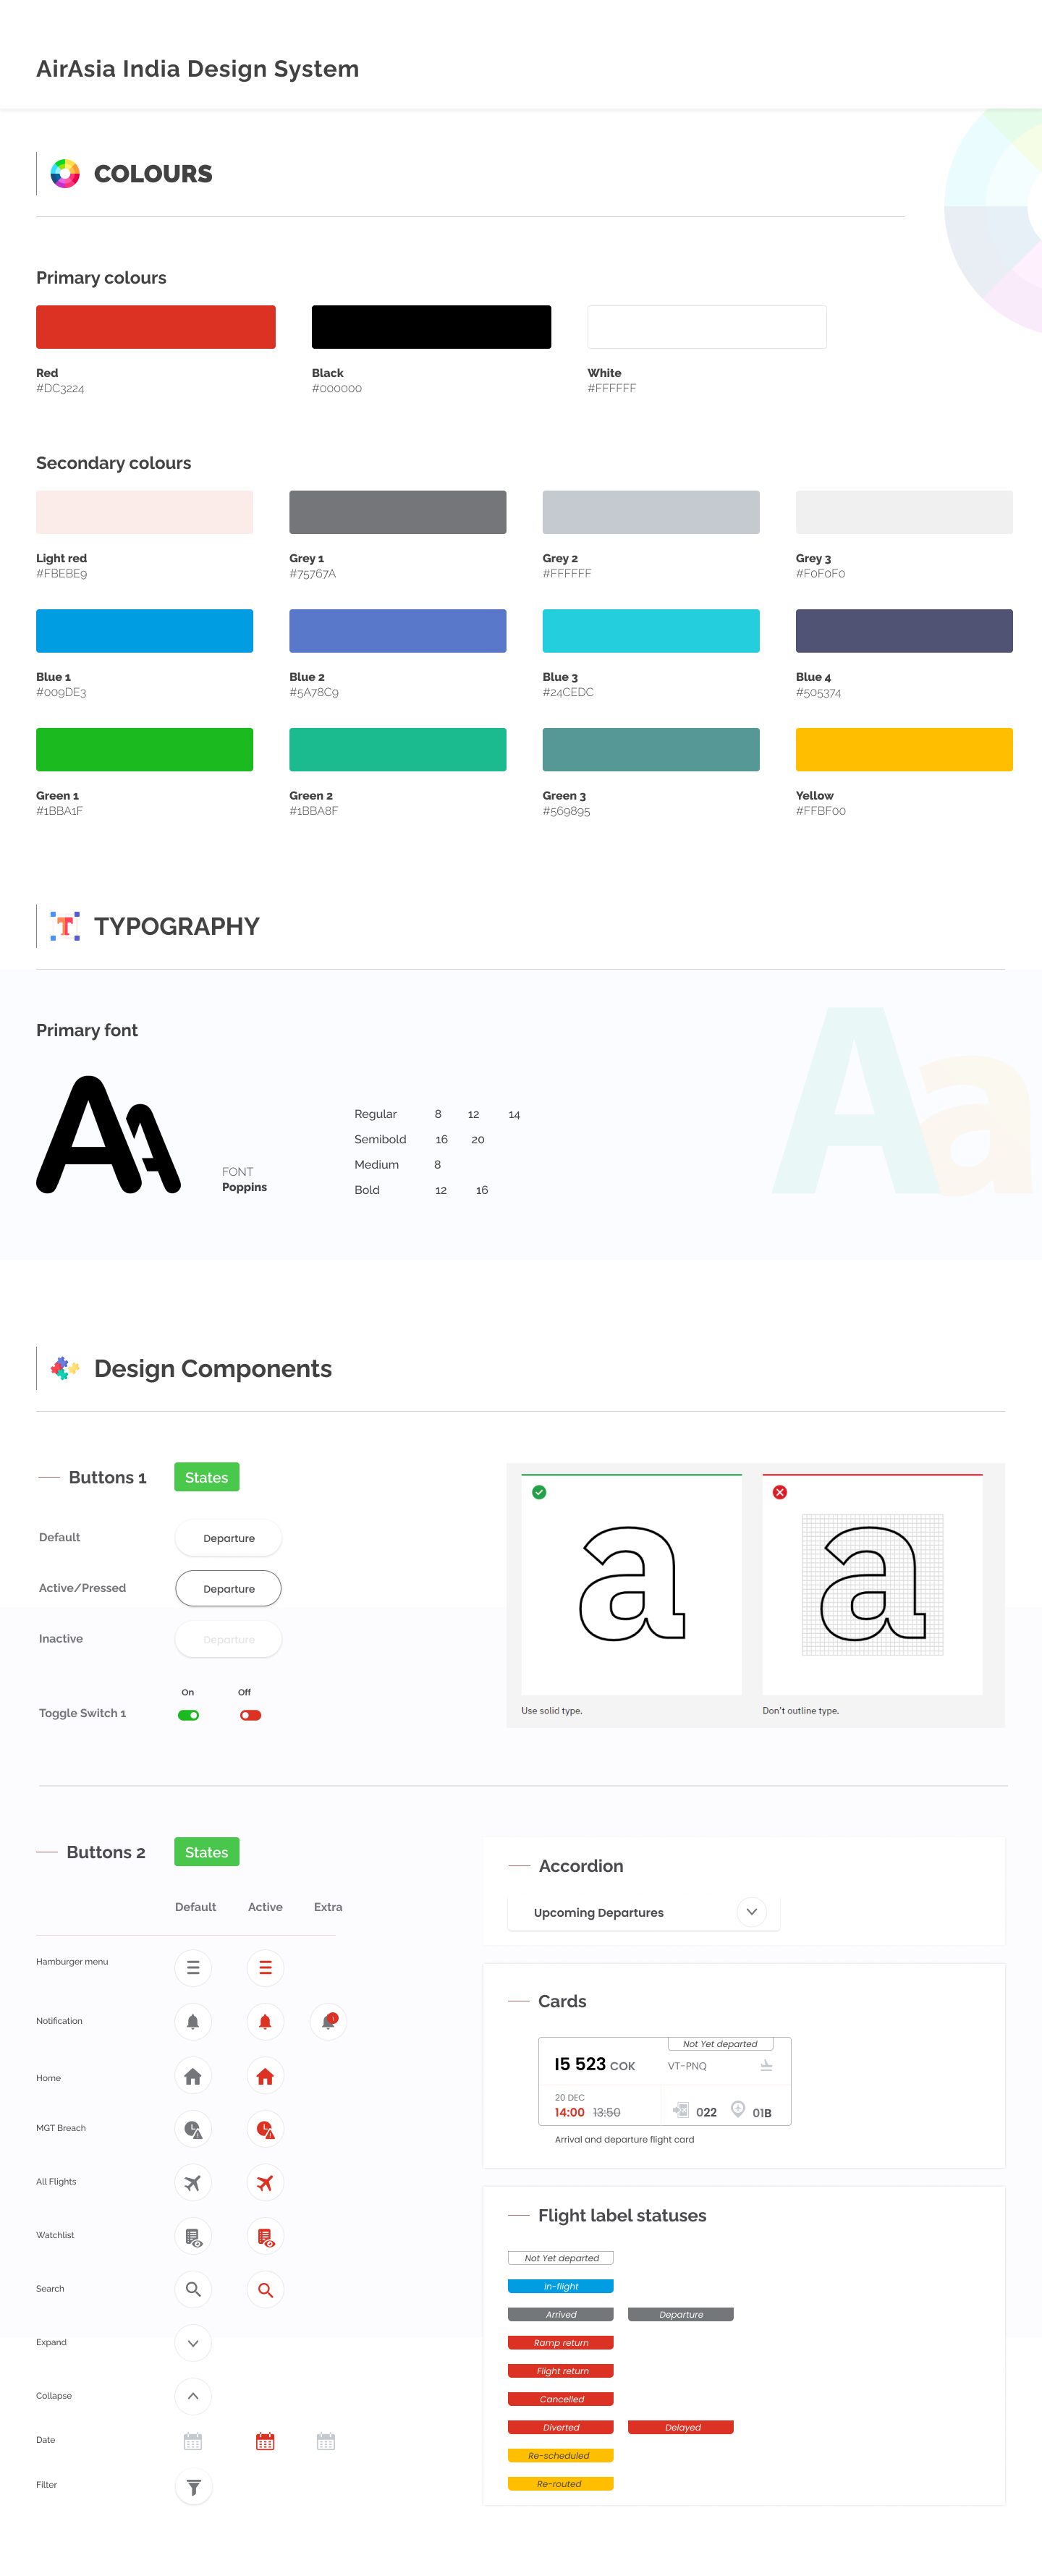 AirAsia India Design System
COLOURS
Primary colours
Red
#DC3224
Black
#000000
White
#FFFFFF
Secondary colours
Light red
#FBEBE9
Grey 1
#75767A
Grey 2
#FFFFFF
Grey 3
#F0F0F0
Blue 1
#009DE3
Blue 2
#5A78C9
Blue 3
#24CEDC
Blue 4
#505374
Green 1
#1BBA1F
Green 2
#1BBA8F
Green 3
#569895
Yellow
#FFBF00
T TYPOGRAPHY
Aa
Primary font
FONT
Poppins
Regular 8 12 14
Semibold 16 20
Medium 8
Bold 12 16
Design Components
Buttons 1 States
Default Departure
Active/Pressed Departure
Inactive Departure
On Off
Toggle Switch 1
a
Use solid type.
a
Don't outline type.
Buttons 2 States
Default Active Extra
Hamburger menu
Notification 1
Home
MGT Breach
All Flights
Watchlist
Search
Expand
Collapse
Date
Filter
Accordion
Upcoming Departures
Cards
Not Yet departed
I5 523 COK VT-PNQ
20 DEC
14:00 13:50 022 01B
Arrival and departure flight card
Flight label statuses
Not Yet departed
In-flight
Arrived Departure
Ramp return
Flight return
Cancelled
Diverted Delayed
Re-scheduled
Re-routed